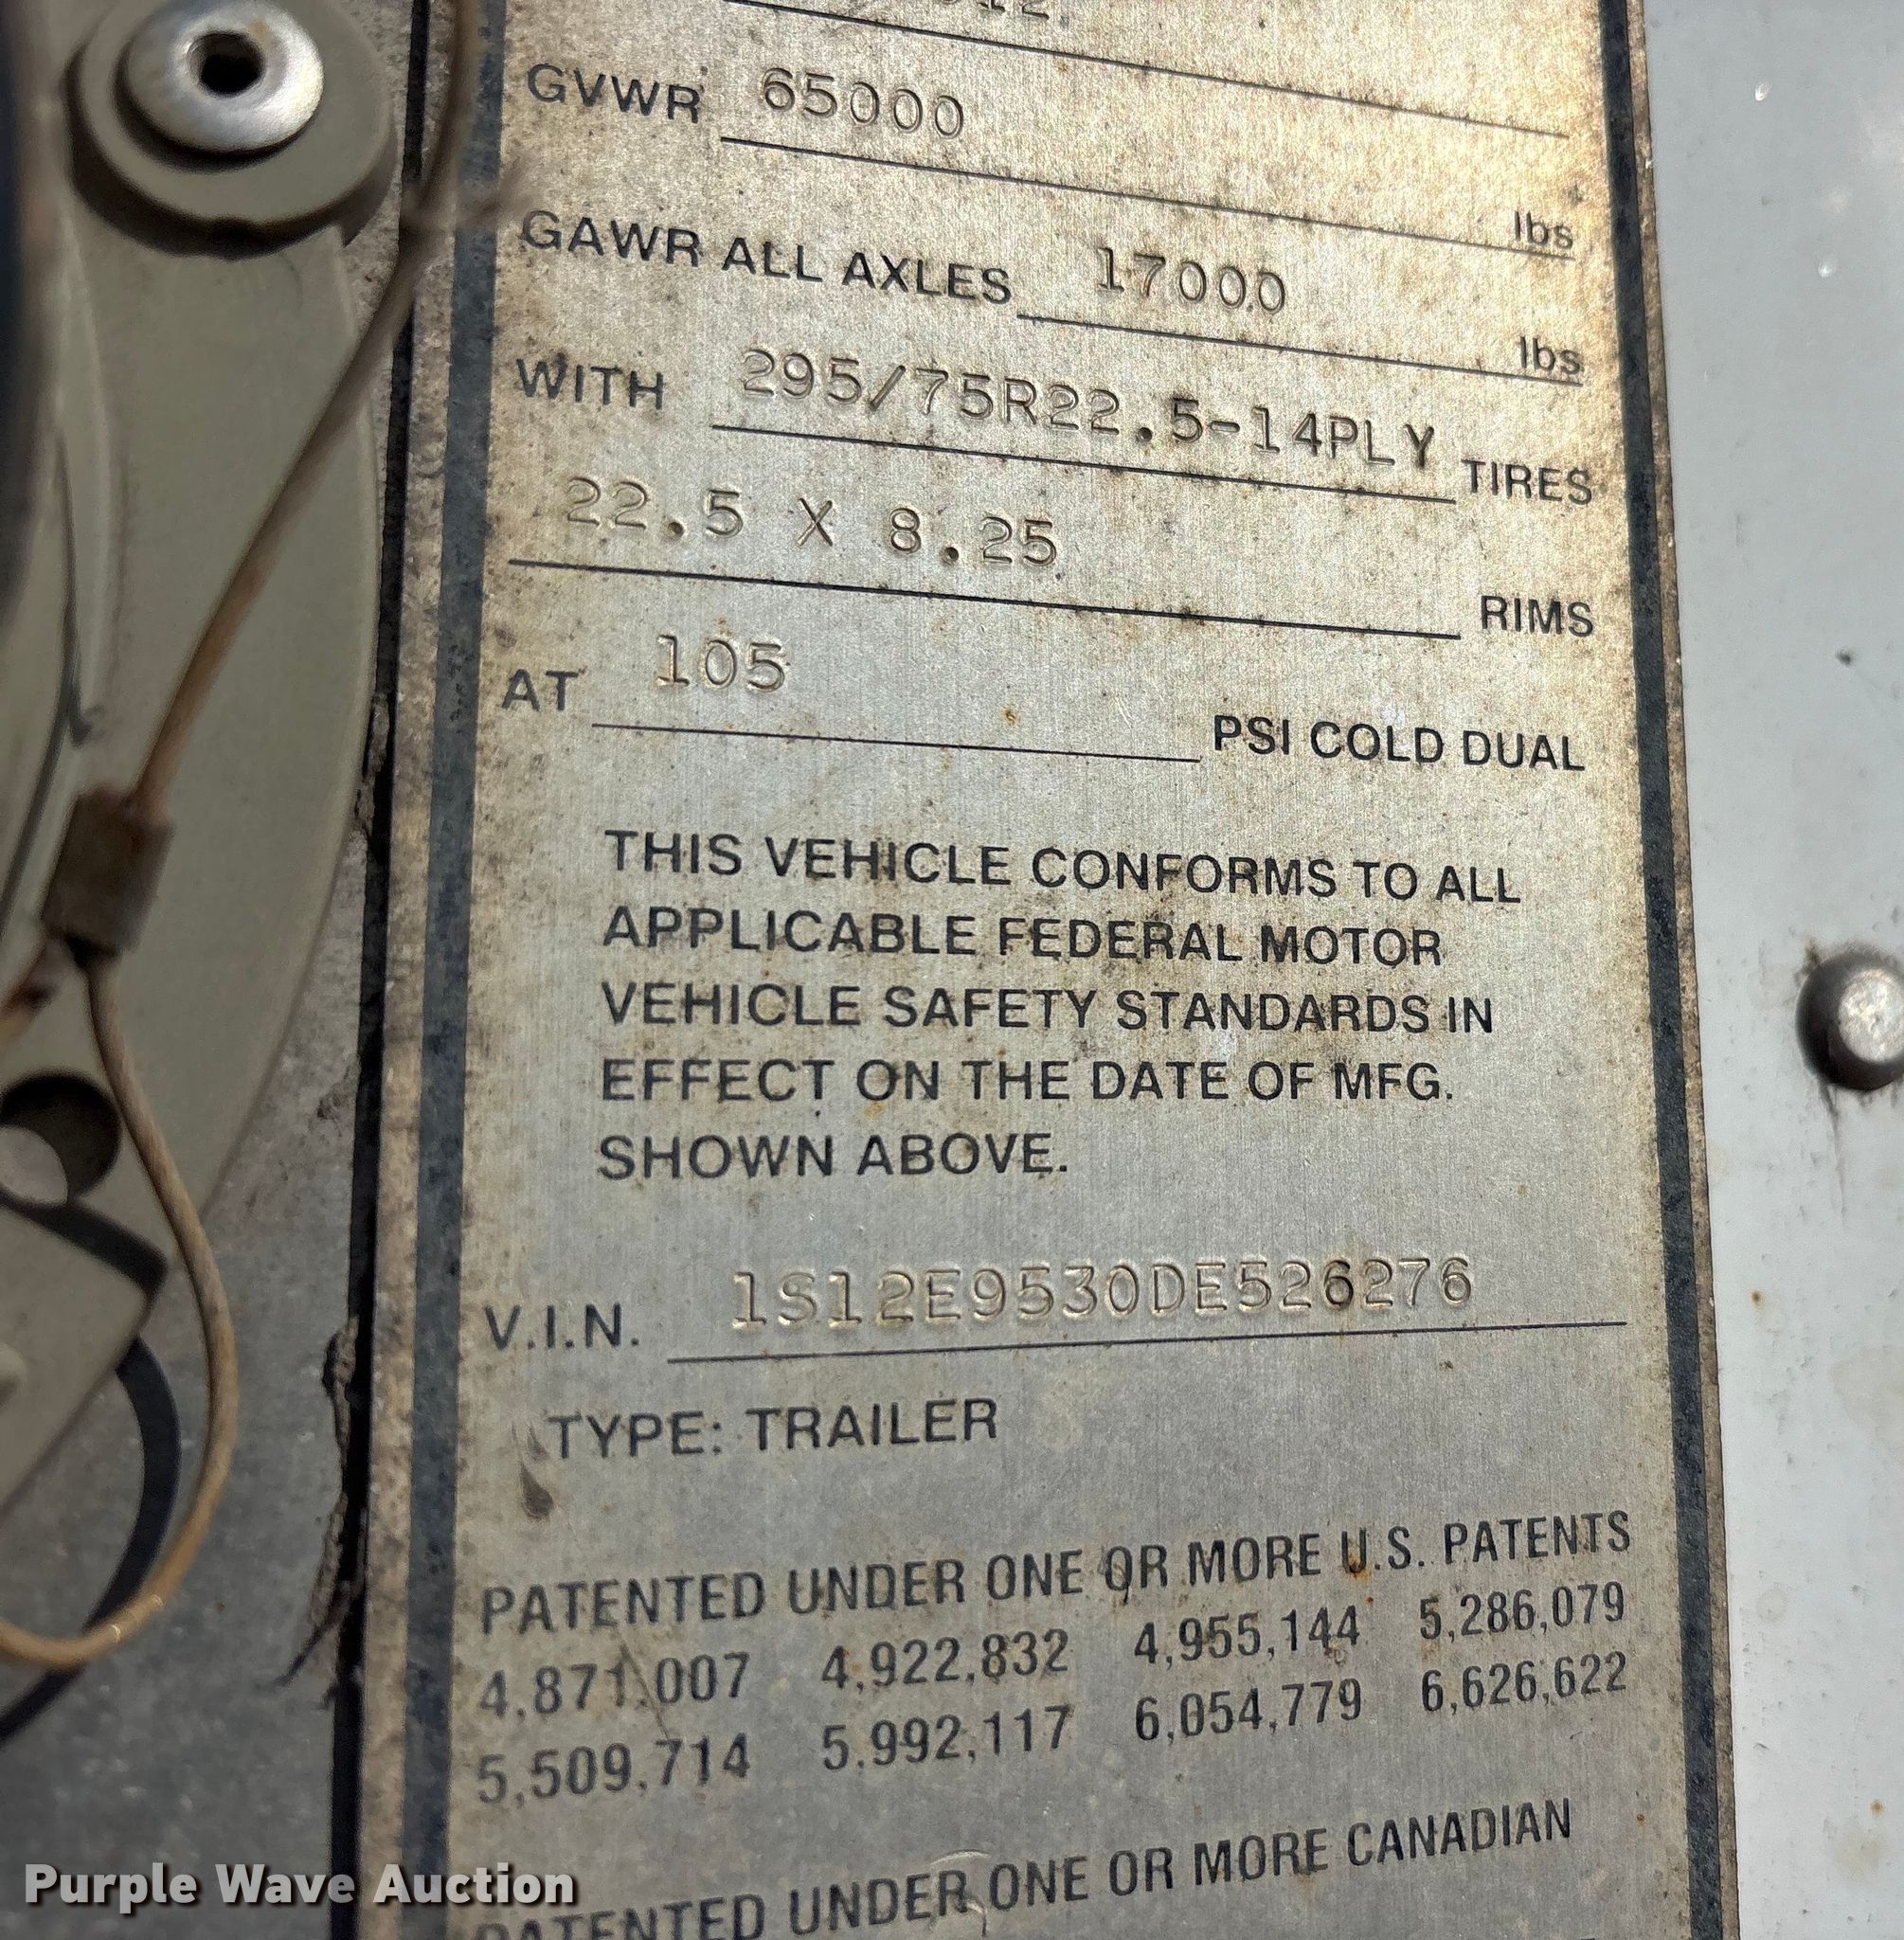 GVWR 65000 lbs
GAWR ALL AXLES 17000 lbs
WITH 295/75R22.5-14PLY TIRES
22.5 X 8.25 RIMS
AT 105 PSI COLD DUAL
THIS VEHICLE CONFORMS TO ALL
APPLICABLE FEDERAL MOTOR
VEHICLE SAFETY STANDARDS IN
EFFECT ON THE DATE OF MFG.
SHOWN ABOVE.
V.I.N. 1S12E9530DE526276
TYPE: TRAILER
PATENTED UNDER ONE OR MORE U.S. PATENTS
4,871,007 4,922,832 4,955,144 5,286,079
5,509,714 5,992,117 6,054,779 6,626,622
PATENTED UNDER ONE OR MORE CANADIAN
Purple Wave Auction